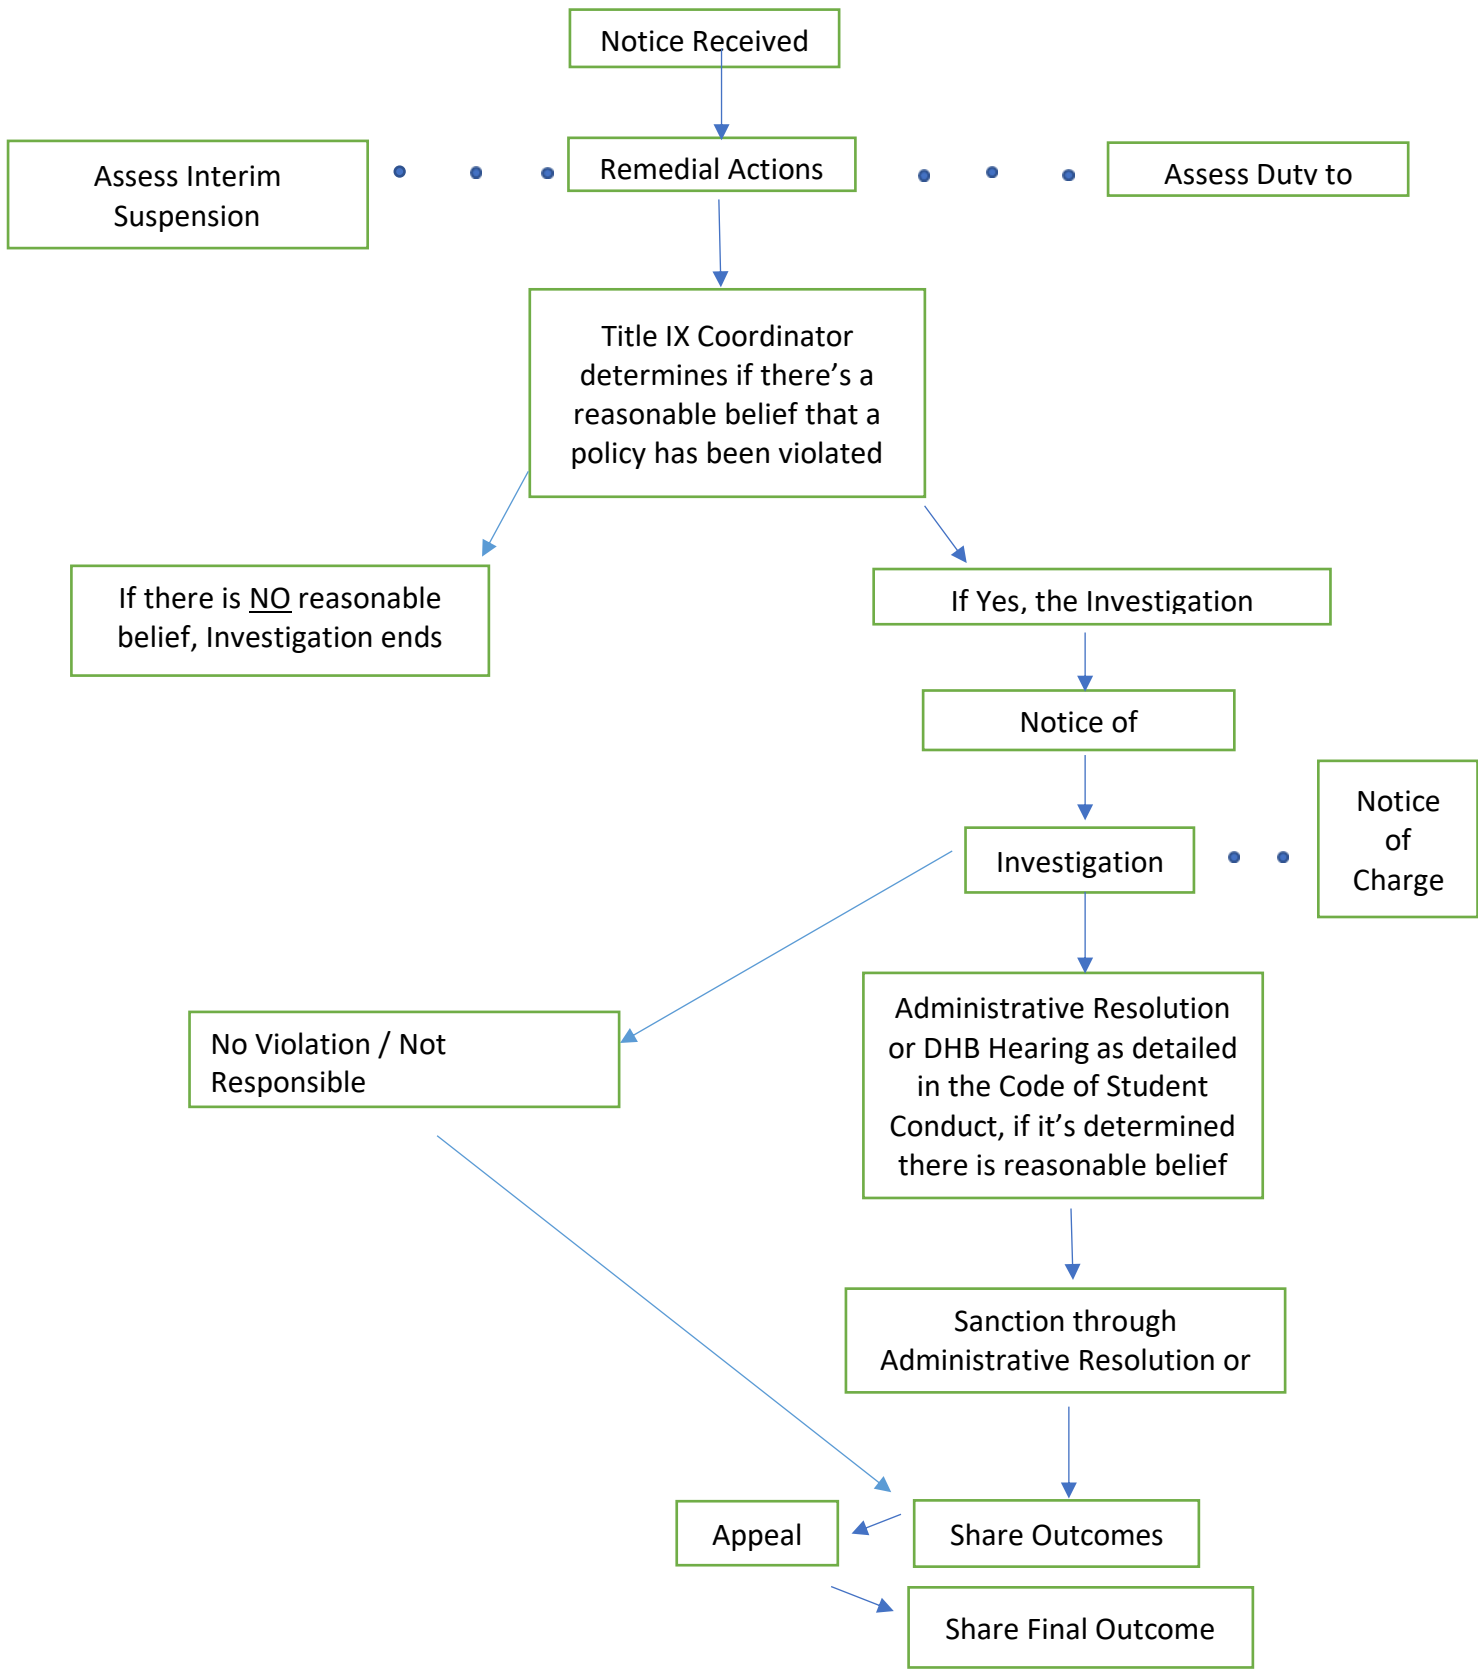 Notice Received
Assess Interim
Suspension
Remedial Actions
Assess Duty to
Title IX Coordinator
determines if there’s a
reasonable belief that a
policy has been violated
If there is NO reasonable
belief, Investigation ends
If Yes, the Investigation
Notice of
Notice
of
Charge
Investigation
Administrative Resolution
or DHB Hearing as detailed
in the Code of Student
Conduct, if it’s determined
there is reasonable belief
No Violation / Not
Responsible
Sanction through
Administrative Resolution or
Appeal
Share Outcomes
Share Final Outcome